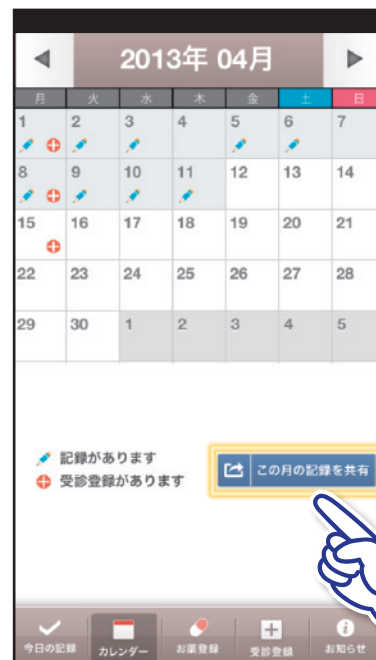 2013年 04月
月 火 水 木 金 土 日
1 2 3 4 5 6 7
8 9 10 11 12 13 14
15 16 17 18 19 20 21
22 23 24 25 26 27 28
29 30 1 2 3 4 5
記録があります
受診登録があります
この月の記録を共有
今日の記録 カレンダー お薬登録 受診登録 お知らせ